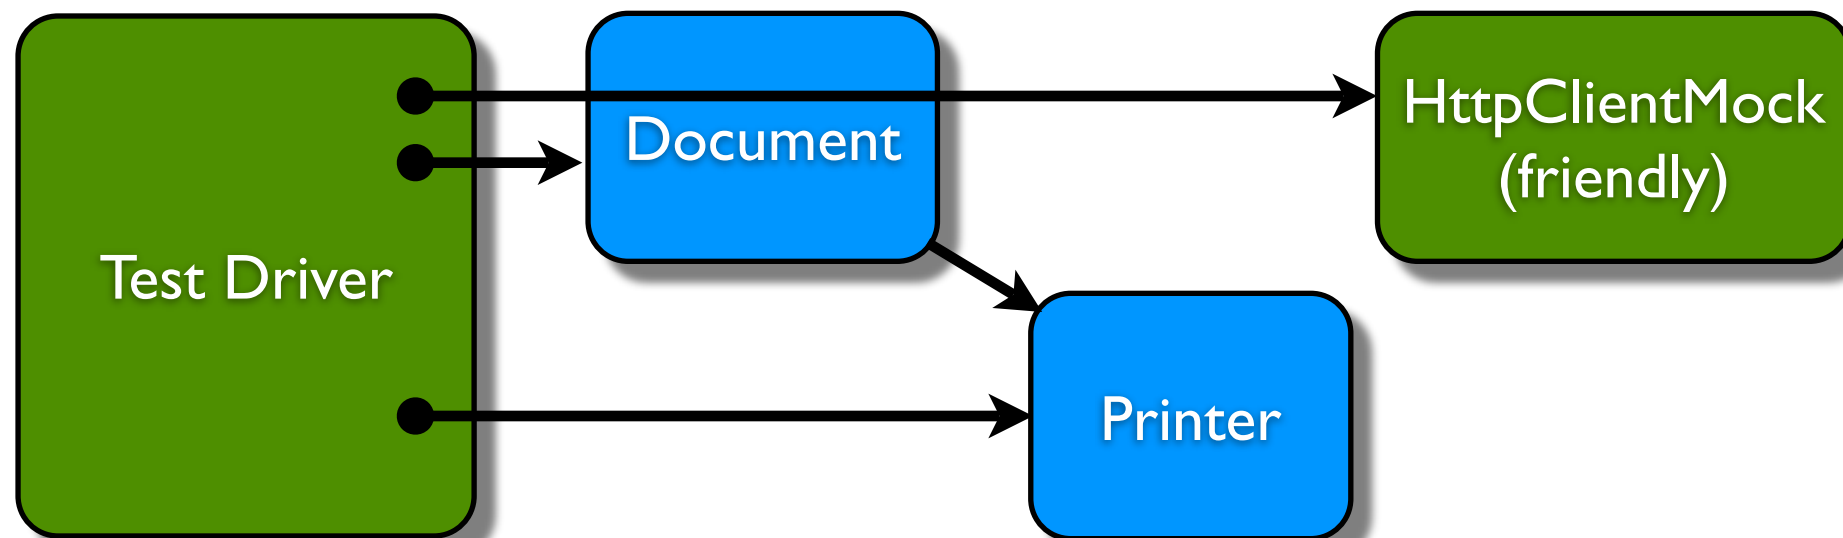 HttpClientMock
(friendly)
Document
Test Driver
Printer